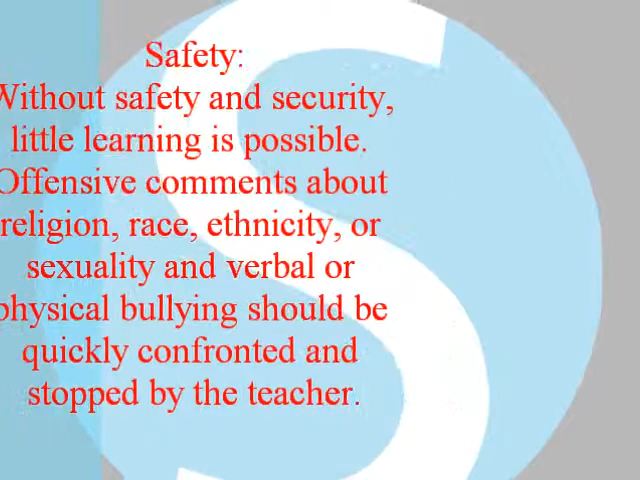 Safety:
Without safety and security,
little learning is possible.
Offensive comments about
religion, race, ethnicity, or
sexuality and verbal or
physical bullying should be
quickly confronted and
stopped by the teacher.